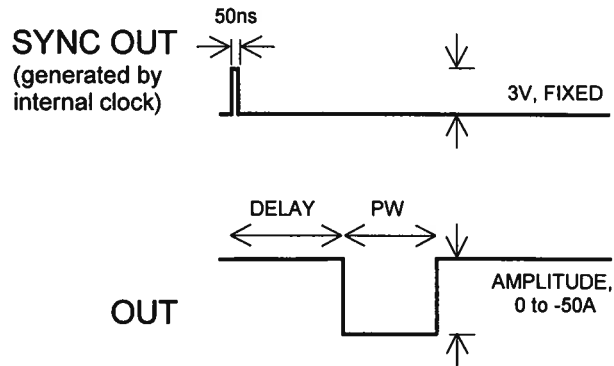 50ns
SYNC OUT
(generated by
internal clock)
3V, FIXED
DELAY
PW
AMPLITUDE,
0 to -50A
OUT